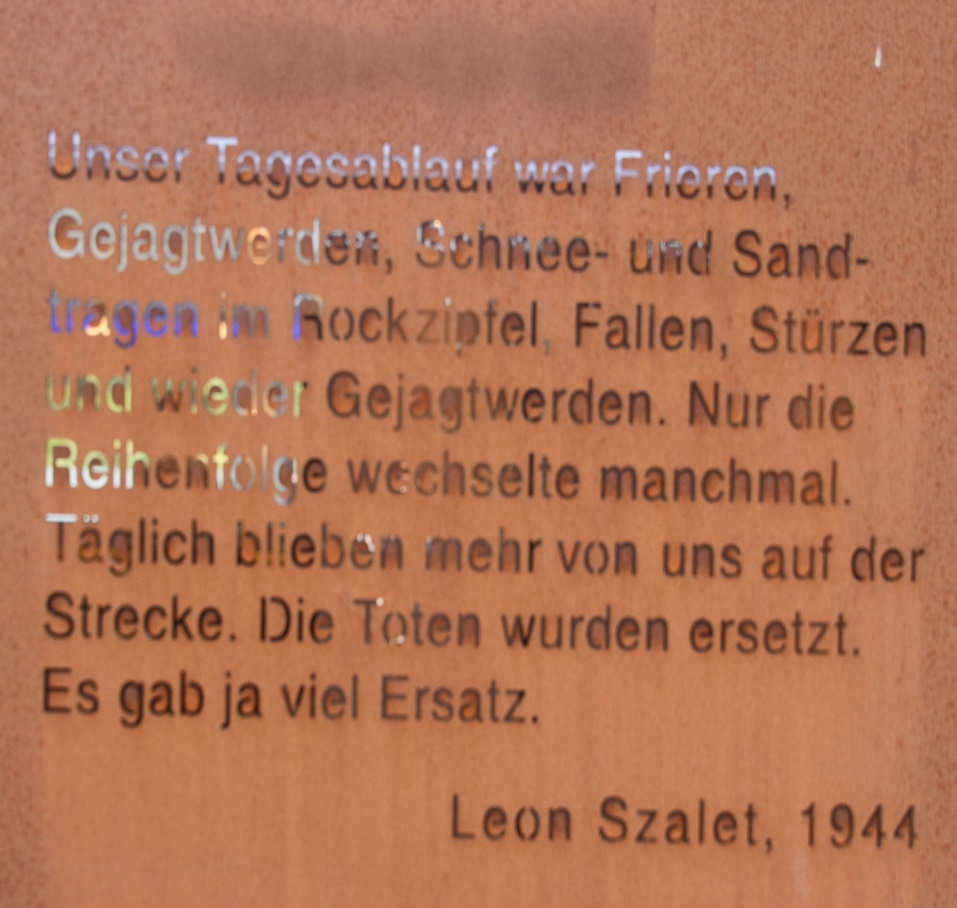 Unser Tagesablauf war Frieren,
Gejagtwerden, Schnee- und Sand-
tragen im Rockzipfel, Fallen, Stürzen
und wieder Gejagtwerden. Nur die
Reihenfolge wechselte manchmal.
Täglich blieben mehr von uns auf der
Strecke. Die Toten wurden ersetzt.
Es gab ja viel Ersatz.
Leon Szalet, 1944